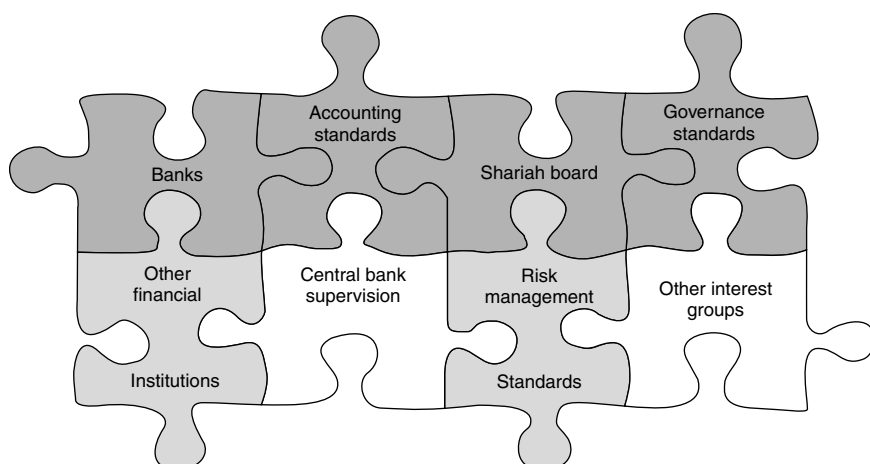 Accounting
standards
Governance
standards
Banks
Shariah board
Other
financial
Central bank
supervision
Risk
management
Other interest
groups
Institutions
Standards